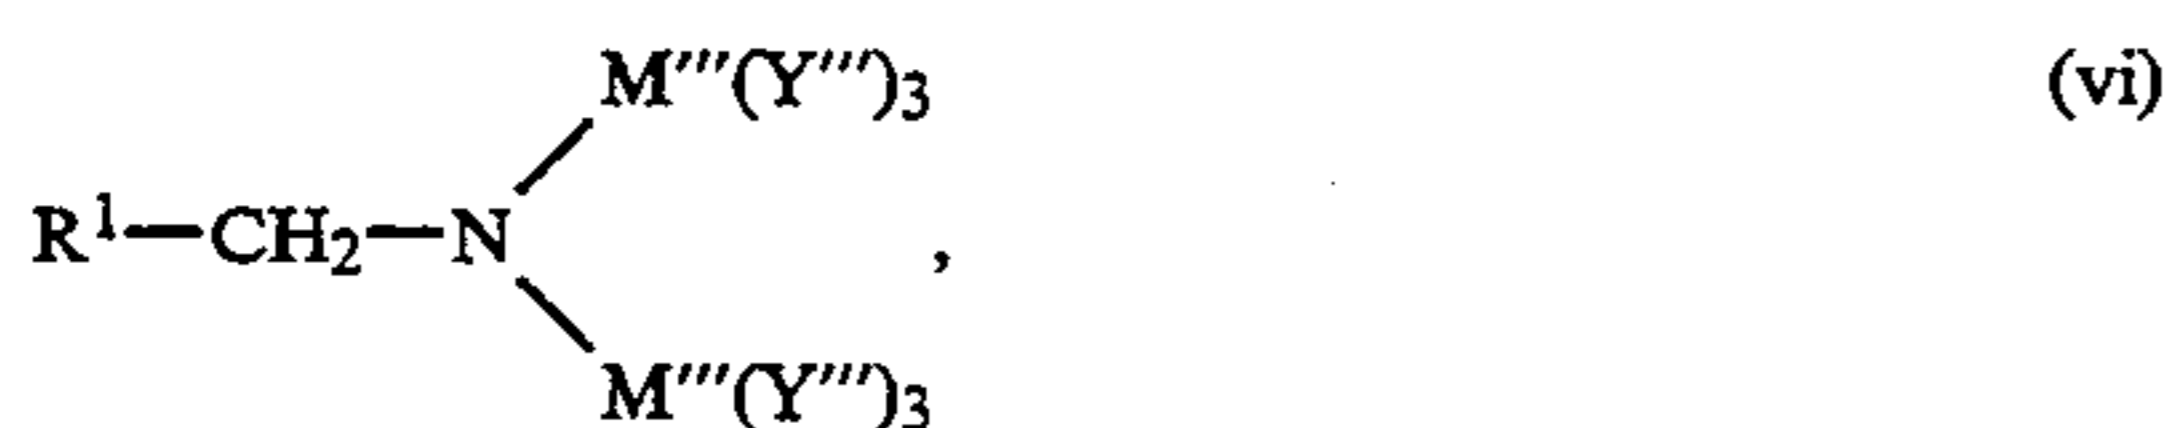 M‴(Y‴)₃ (vi)
R¹—CH₂—N ,
M‴(Y‴)₃